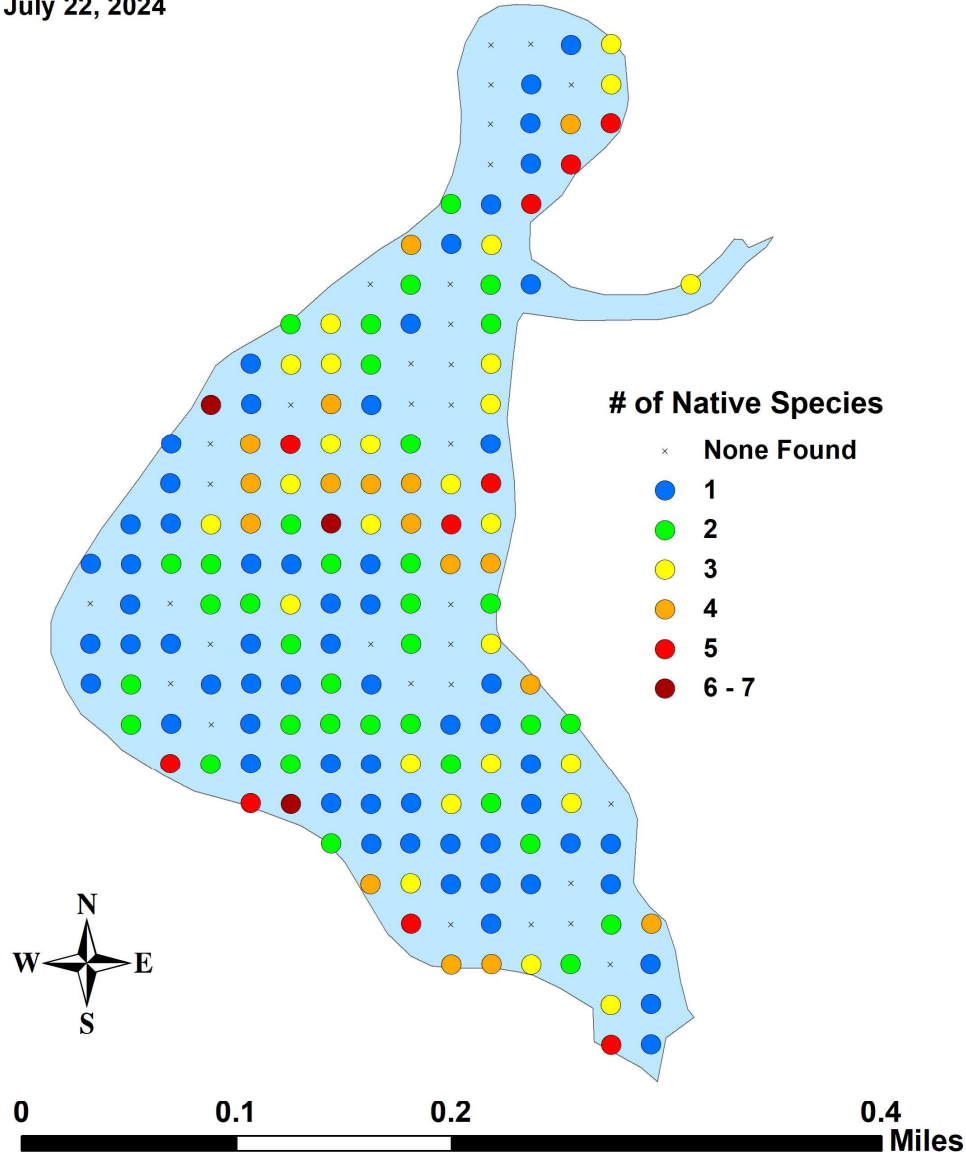 July 22, 2024
# of Native Species
× None Found
1
2
3
4
5
6 - 7
N
W E
S
0 0.1 0.2 0.4
Miles